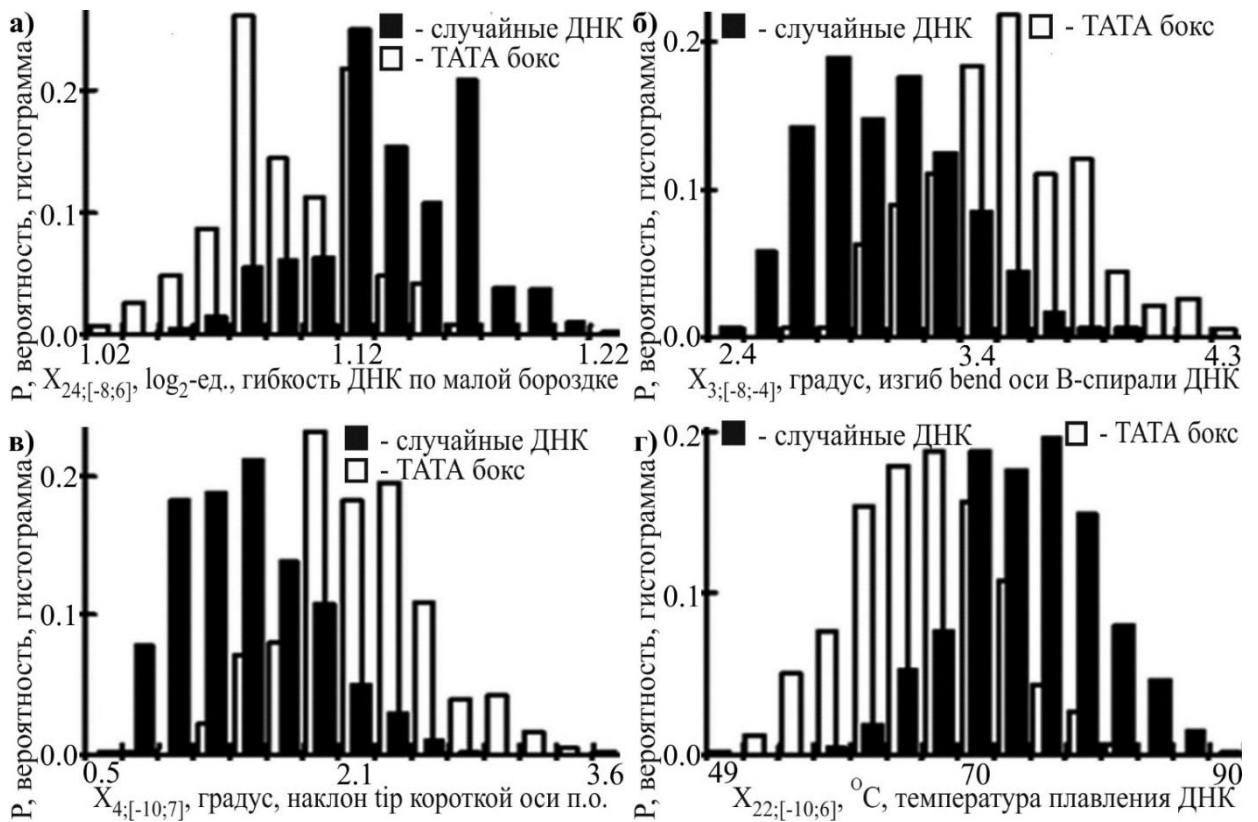 а)
- случайные ДНК
- ТАТА бокс
P, вероятность, гистограмма
0.2
0.1
0.0
1.02 1.12 1.22
X24;[-8;6], log2-ед., гибкость ДНК по малой бороздке
б)
- случайные ДНК - ТАТА бокс
P, вероятность, гистограмма
0.2
0.1
0.0
2.4 3.4 4.3
X3;[-8;-4], градус, изгиб bend оси В-спирали ДНК
в)
- случайные ДНК
- ТАТА бокс
P, вероятность, гистограмма
0.2
0.1
0.0
0.5 2.1 3.6
X4;[-10;7], градус, наклон tip короткой оси п.о.
г)
- случайные ДНК - ТАТА бокс
P, вероятность, гистограмма
0.2
0.1
0.0
49 70 90
X22;[-10;6], °C, температура плавления ДНК